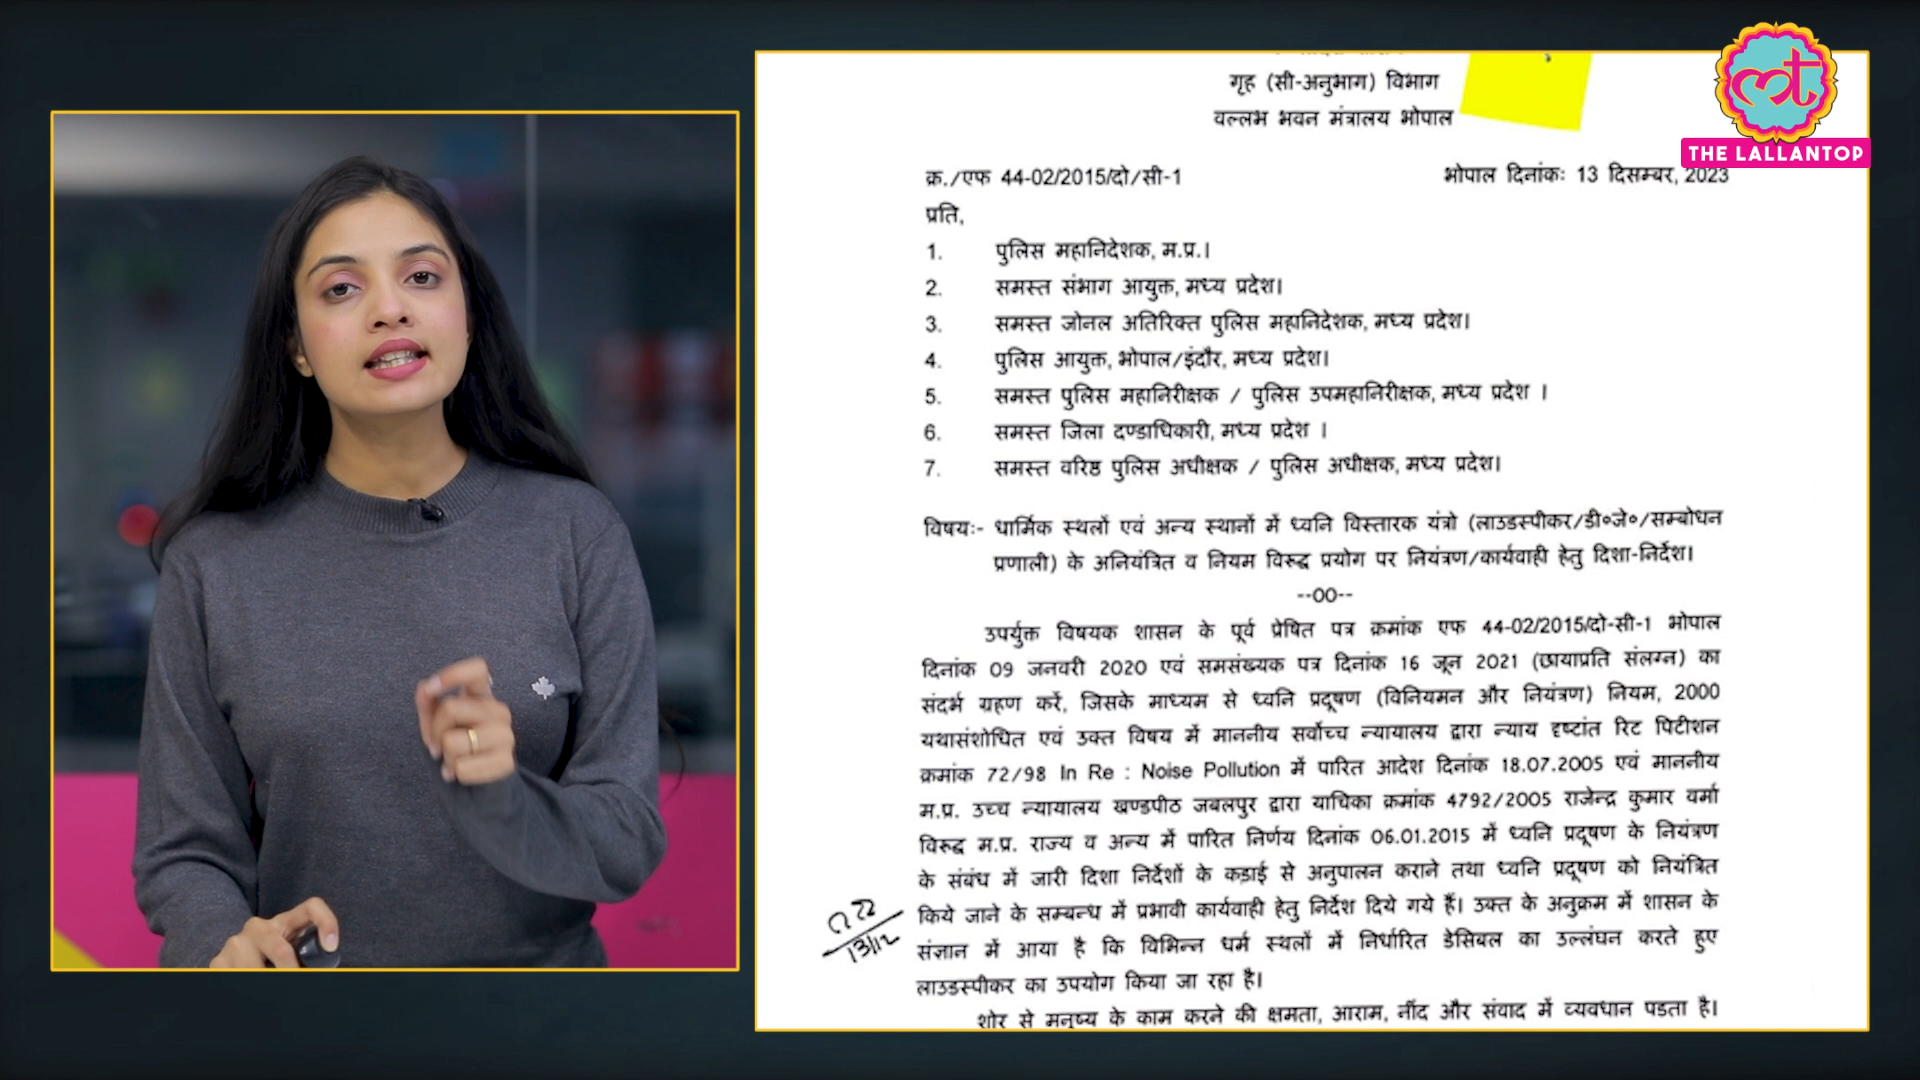 THE LALLANTOP
गृह (सी-अनुभाग) विभाग
वल्लभ भवन मंत्रालय भोपाल
क्र./एफ 44-02/2015/दो/सी-1 भोपाल दिनांकः 13 दिसम्बर, 2023
प्रति,
1. पुलिस महानिदेशक, म.प्र.।
2. समस्त संभाग आयुक्त, मध्य प्रदेश।
3. समस्त जोनल अतिरिक्त पुलिस महानिदेशक, मध्य प्रदेश।
4. पुलिस आयुक्त, भोपाल/इंदौर, मध्य प्रदेश।
5. समस्त पुलिस महानिरीक्षक / पुलिस उपमहानिरीक्षक, मध्य प्रदेश ।
6. समस्त जिला दण्डाधिकारी, मध्य प्रदेश ।
7. समस्त वरिष्ठ पुलिस अधीक्षक / पुलिस अधीक्षक, मध्य प्रदेश।
विषयः- धार्मिक स्थलों एवं अन्य स्थानों में ध्वनि विस्तारक यंत्रो (लाउडस्पीकर/डी०जे०/सम्बोधन
प्रणाली) के अनियंत्रित व नियम विरूद्ध प्रयोग पर नियंत्रण/कार्यवाही हेतु दिशा-निर्देश।
--00--
उपर्युक्त विषयक शासन के पूर्व प्रेषित पत्र क्रमांक एफ 44-02/2015/दो-सी-1 भोपाल
दिनांक 09 जनवरी 2020 एवं समसंख्यक पत्र दिनांक 16 जून 2021 (छायाप्रति संलग्न) का
संदर्भ ग्रहण करें, जिसके माध्यम से ध्वनि प्रदूषण (विनियमन और नियंत्रण) नियम, 2000
यथासंशोधित एवं उक्त विषय में माननीय सर्वोच्च न्यायालय द्वारा न्याय दृष्टांत रिट पिटीशन
क्रमांक 72/98 In Re : Noise Pollution में पारित आदेश दिनांक 18.07.2005 एवं माननीय
म.प्र. उच्च न्यायालय खण्डपीठ जबलपुर द्वारा याचिका क्रमांक 4792/2005 राजेन्द्र कुमार वर्मा
विरूद्ध म.प्र. राज्य व अन्य में पारित निर्णय दिनांक 06.01.2015 में ध्वनि प्रदूषण के नियंत्रण
के संबंध में जारी दिशा निर्देशों के कड़ाई से अनुपालन कराने तथा ध्वनि प्रदूषण को नियंत्रित
किये जाने के सम्बन्ध में प्रभावी कार्यवाही हेतु निर्देश दिये गये हैं। उक्त के अनुक्रम में शासन के
संज्ञान में आया है कि विभिन्न धर्म स्थलों में निर्धारित डेसिबल का उल्लंघन करते हुए
लाउडस्पीकर का उपयोग किया जा रहा है।
13/12
शोर से मनुष्य के काम करने की क्षमता, आराम, नींद और संवाद में व्यवधान पडता है।